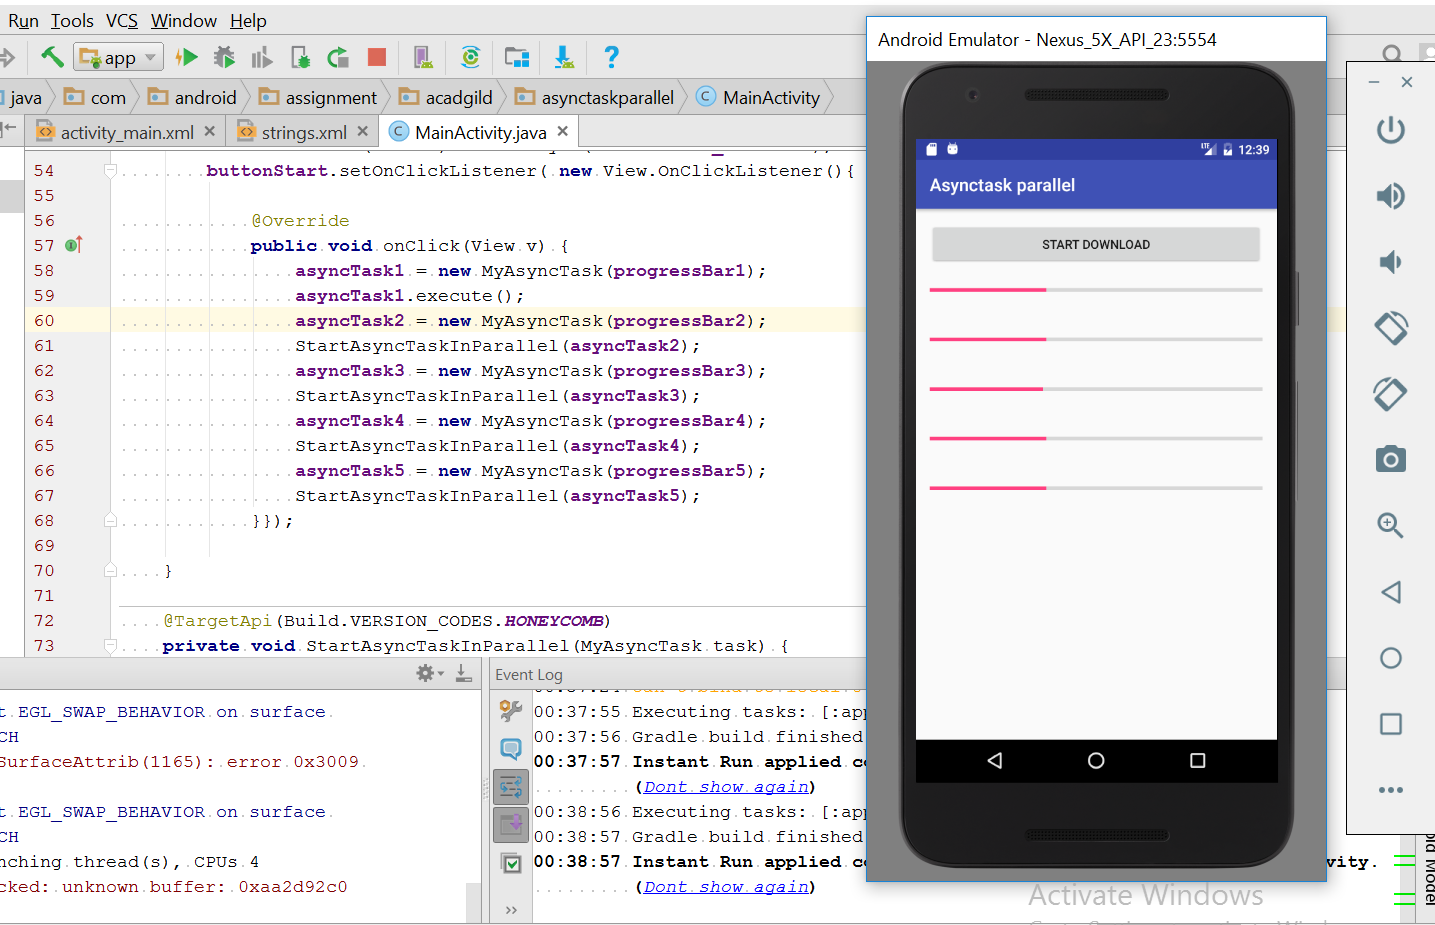 Run Tools VCS Window Help
app
java com android assignment acadgild asynctaskparallel MainActivity
activity_main.xml strings.xml MainActivity.java
54 buttonStart.setOnClickListener( new View.OnClickListener(){
55
56 @Override
57 public void onClick(View v) {
58 asyncTask1 = new MyAsyncTask(progressBar1);
59 asyncTask1.execute();
60 asyncTask2 = new MyAsyncTask(progressBar2);
61 StartAsyncTaskInParallel(asyncTask2);
62 asyncTask3 = new MyAsyncTask(progressBar3);
63 StartAsyncTaskInParallel(asyncTask3);
64 asyncTask4 = new MyAsyncTask(progressBar4);
65 StartAsyncTaskInParallel(asyncTask4);
66 asyncTask5 = new MyAsyncTask(progressBar5);
67 StartAsyncTaskInParallel(asyncTask5);
68 }});
69
70 }
71
72 @TargetApi(Build.VERSION_CODES.HONEYCOMB)
73 private void StartAsyncTaskInParallel(MyAsyncTask task) {
t EGL_SWAP_BEHAVIOR on surface
CH
SurfaceAttrib(1165): error 0x3009
t EGL_SWAP_BEHAVIOR on surface
CH
nching thread(s), CPUs 4
cked: unknown buffer: 0xaa2d92c0
Event Log
00:37:55 Executing tasks: [:app
00:37:56 Gradle build finished
00:37:57 Instant Run applied co
(Dont show again)
00:38:56 Executing tasks: [:app
00:38:57 Gradle build finished
00:38:57 Instant Run applied co
(Dont show again)
ivity.
Android Emulator - Nexus_5X_API_23:5554
LTE 12:39
Asynctask parallel
START DOWNLOAD
Activate Windows
Model